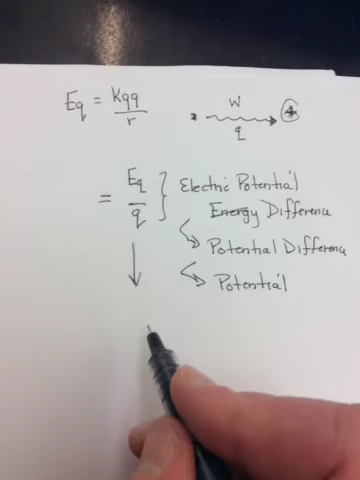 Eq = Kqq / r
W
q
+
= Eq / q } Electric Potential
Energy Difference
Potential Difference
Potential